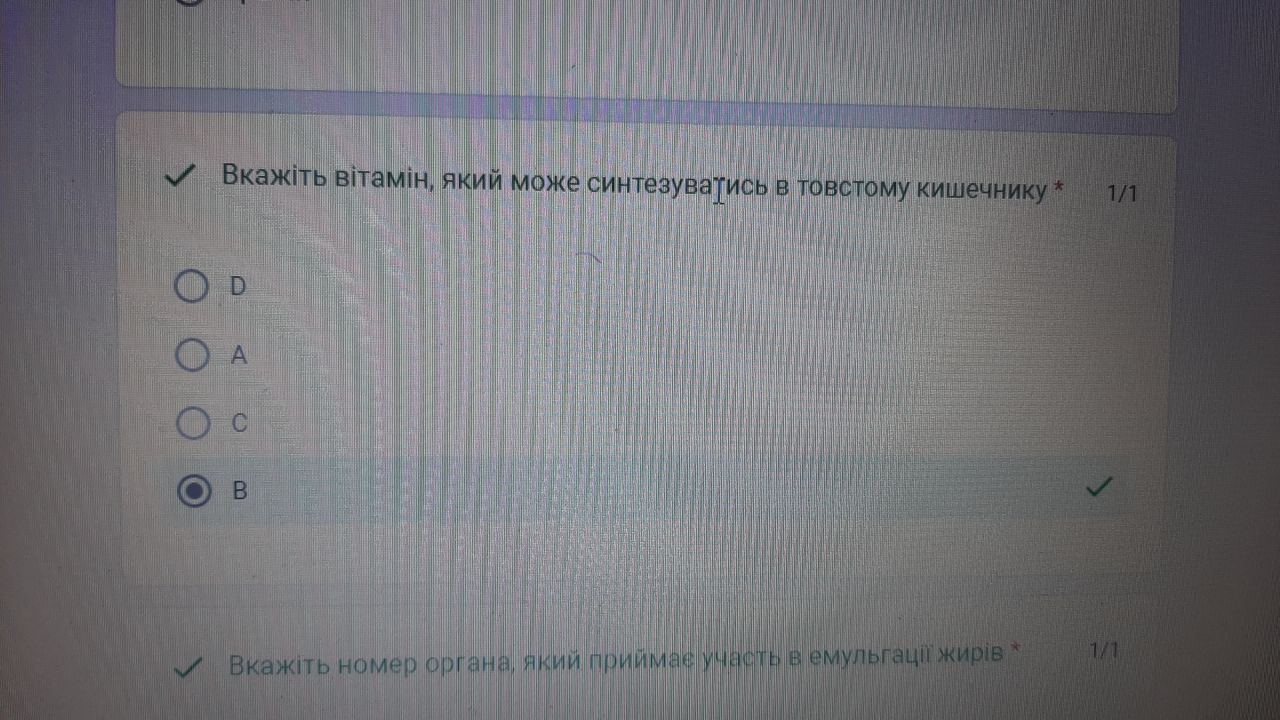 Вкажіть вітамін, який може синтезуватись в товстому кишечнику * 1/1
D
A
C
B
Вкажіть номер органа, який приймає участь в емульгації жирів * 1/1